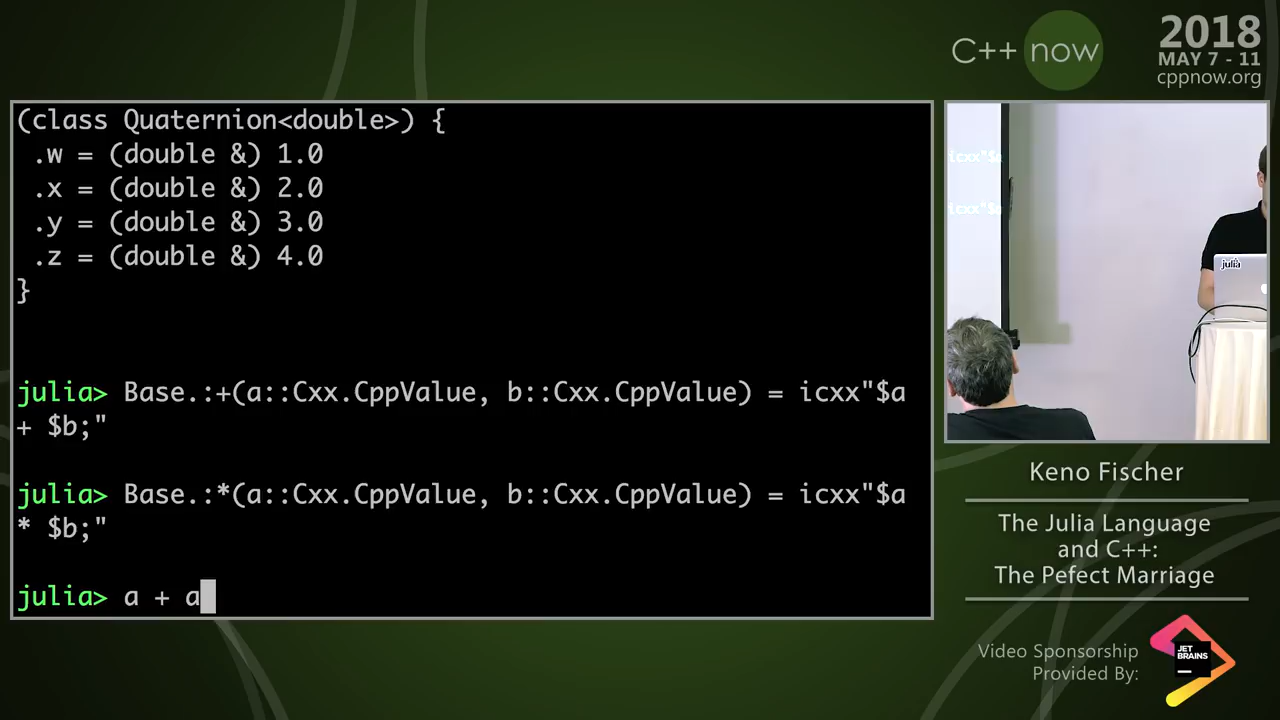 C++ now
2018
MAY 7 - 11
cppnow.org
(class Quaternion<double>) {
.w = (double &) 1.0
.x = (double &) 2.0
.y = (double &) 3.0
.z = (double &) 4.0
}
julia> Base.:+(a::Cxx.CppValue, b::Cxx.CppValue) = icxx"$a
+ $b;"
julia> Base.:*(a::Cxx.CppValue, b::Cxx.CppValue) = icxx"$a
* $b;"
julia> a + a
icxx"$a
icxx"$a
julia
Keno Fischer
The Julia Language
and C++:
The Pefect Marriage
Video Sponsorship
Provided By:
JET
BRAINS